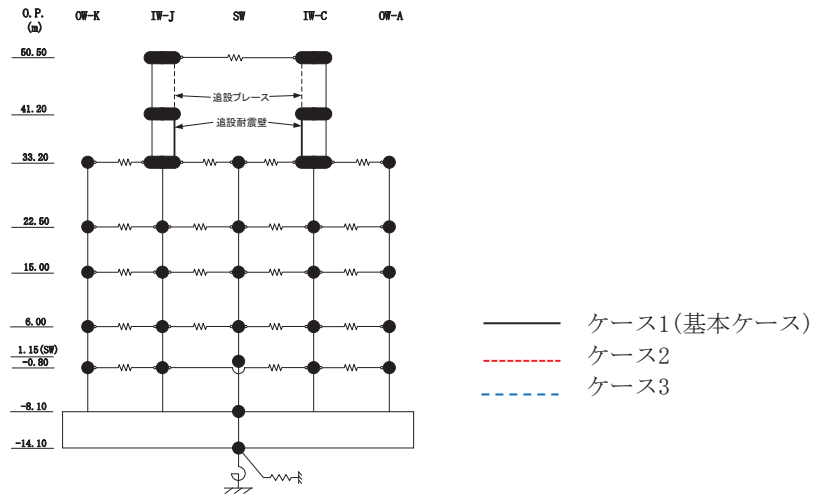 O.P.
(m)
OW-K IW-J SW IW-C OW-A
50.50
追設ブレース
41.20
追設耐震壁
33.20
22.50
15.00
6.00
1.15(SW)
-0.80
-8.10
-14.10
ケース1(基本ケース)
ケース2
ケース3